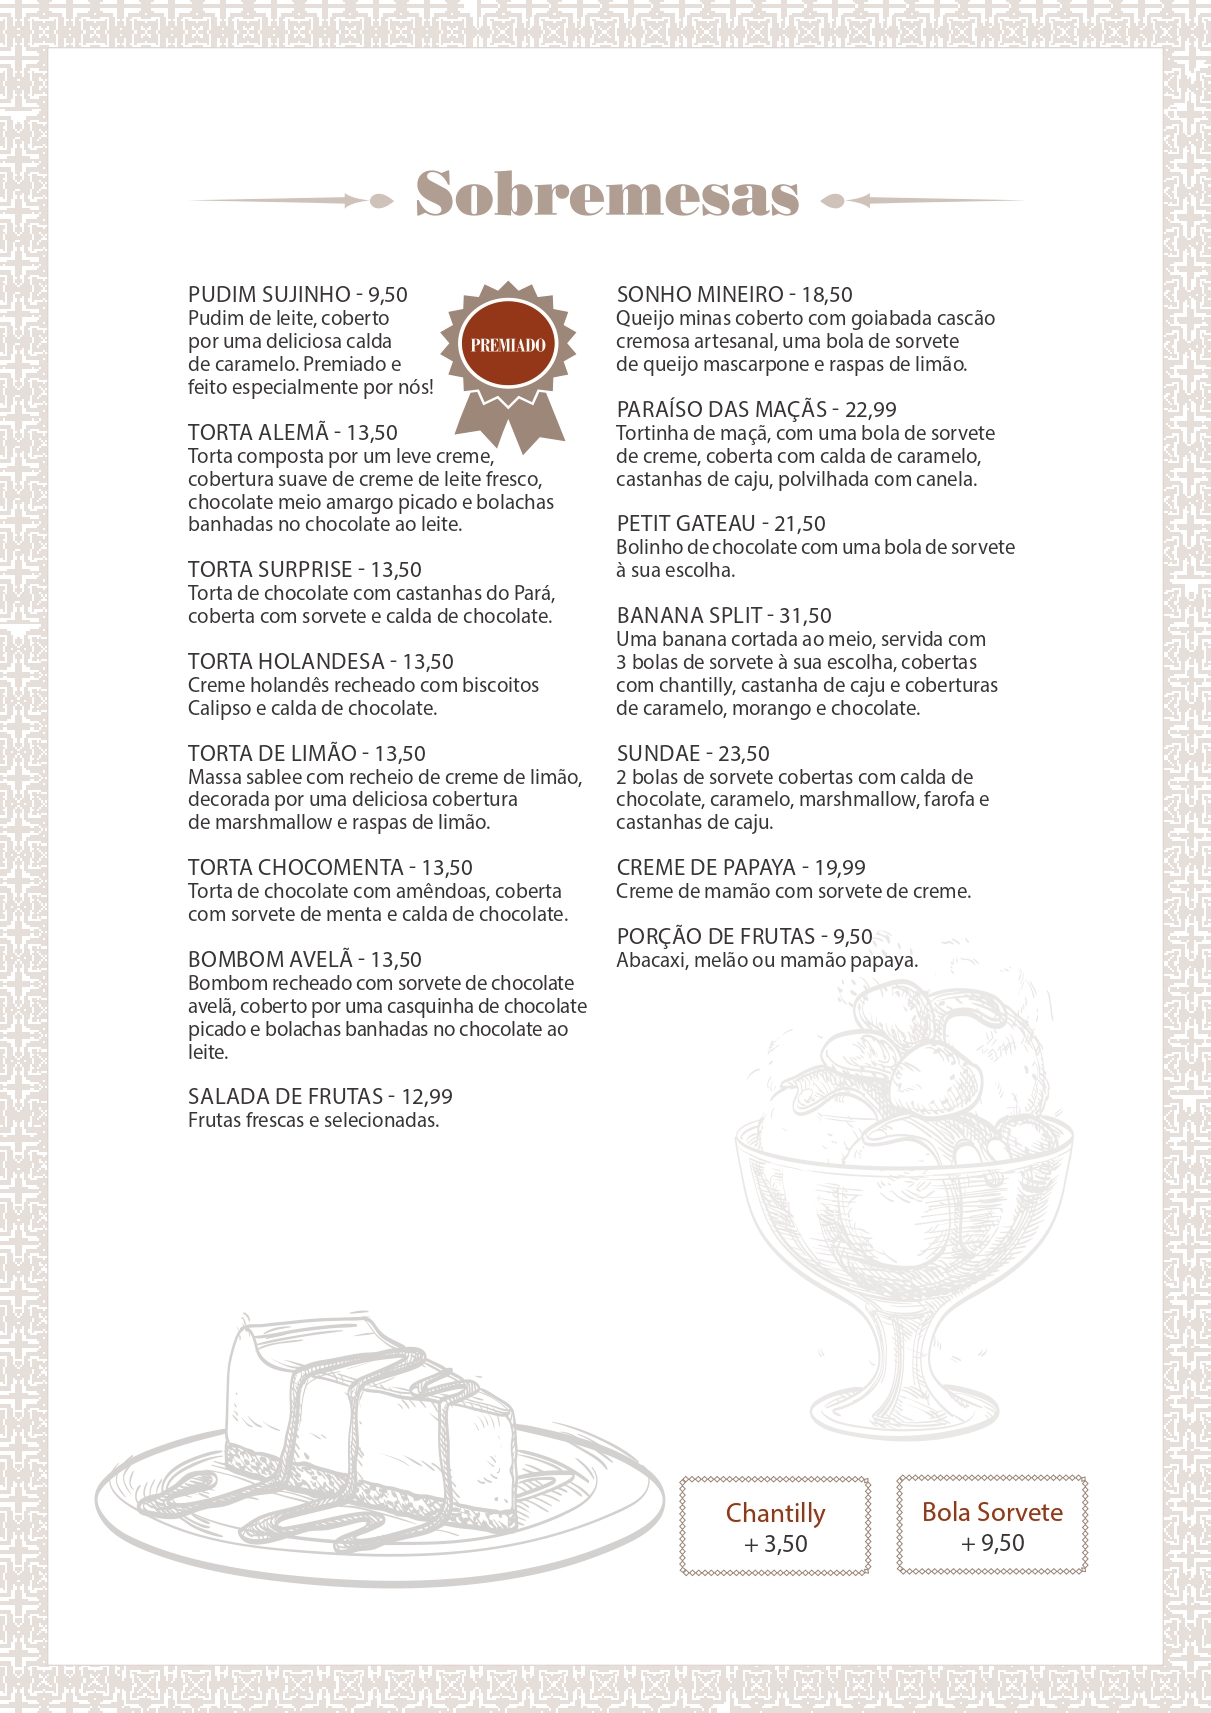 Sobremesas
PUDIM SUJINHO - 9,50
Pudim de leite, coberto
por uma deliciosa calda
de caramelo. Premiado e
feito especialmente por nós!
PREMIADO
TORTA ALEMÃ - 13,50
Torta composta por um leve creme,
cobertura suave de creme de leite fresco,
chocolate meio amargo picado e bolachas
banhadas no chocolate ao leite.
TORTA SURPRISE - 13,50
Torta de chocolate com castanhas do Pará,
coberta com sorvete e calda de chocolate.
TORTA HOLANDESA - 13,50
Creme holandês recheado com biscoitos
Calipso e calda de chocolate.
TORTA DE LIMÃO - 13,50
Massa sablee com recheio de creme de limão,
decorada por uma deliciosa cobertura
de marshmallow e raspas de limão.
TORTA CHOCOMENTA - 13,50
Torta de chocolate com amêndoas, coberta
com sorvete de menta e calda de chocolate.
BOMBOM AVELÃ - 13,50
Bombom recheado com sorvete de chocolate
avelã, coberto por uma casquinha de chocolate
picado e bolachas banhadas no chocolate ao
leite.
SALADA DE FRUTAS - 12,99
Frutas frescas e selecionadas.
SONHO MINEIRO - 18,50
Queijo minas coberto com goiabada cascão
cremosa artesanal, uma bola de sorvete
de queijo mascarpone e raspas de limão.
PARAÍSO DAS MAÇÃS - 22,99
Tortinha de maçã, com uma bola de sorvete
de creme, coberta com calda de caramelo,
castanhas de caju, polvilhada com canela.
PETIT GATEAU - 21,50
Bolinho de chocolate com uma bola de sorvete
à sua escolha.
BANANA SPLIT - 31,50
Uma banana cortada ao meio, servida com
3 bolas de sorvete à sua escolha, cobertas
com chantilly, castanha de caju e coberturas
de caramelo, morango e chocolate.
SUNDAE - 23,50
2 bolas de sorvete cobertas com calda de
chocolate, caramelo, marshmallow, farofa e
castanhas de caju.
CREME DE PAPAYA - 19,99
Creme de mamão com sorvete de creme.
PORÇÃO DE FRUTAS - 9,50
Abacaxi, melão ou mamão papaya.
Chantilly
+ 3,50
Bola Sorvete
+ 9,50